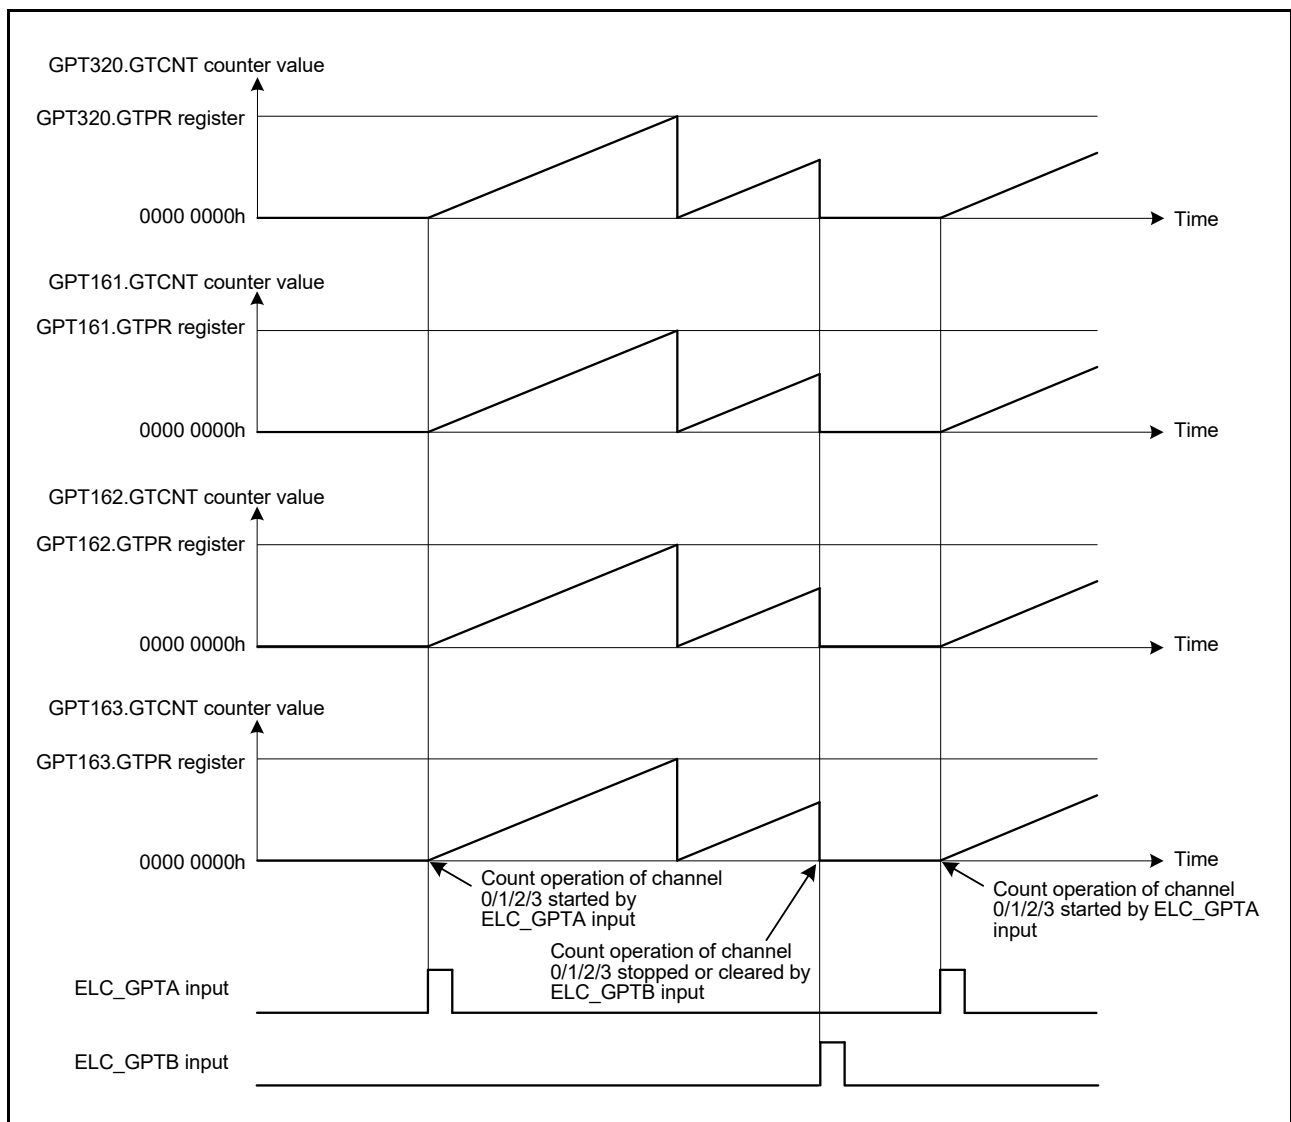 GPT320.GTCNT counter value
GPT320.GTPR register
0000 0000h
Time
GPT161.GTCNT counter value
GPT161.GTPR register
0000 0000h
Time
GPT162.GTCNT counter value
GPT162.GTPR register
0000 0000h
Time
GPT163.GTCNT counter value
GPT163.GTPR register
0000 0000h
Time
Count operation of channel
0/1/2/3 started by
ELC_GPTA input
Count operation of channel
0/1/2/3 started by ELC_GPTA
input
Count operation of channel
0/1/2/3 stopped or cleared by
ELC_GPTB input
ELC_GPTA input
ELC_GPTB input